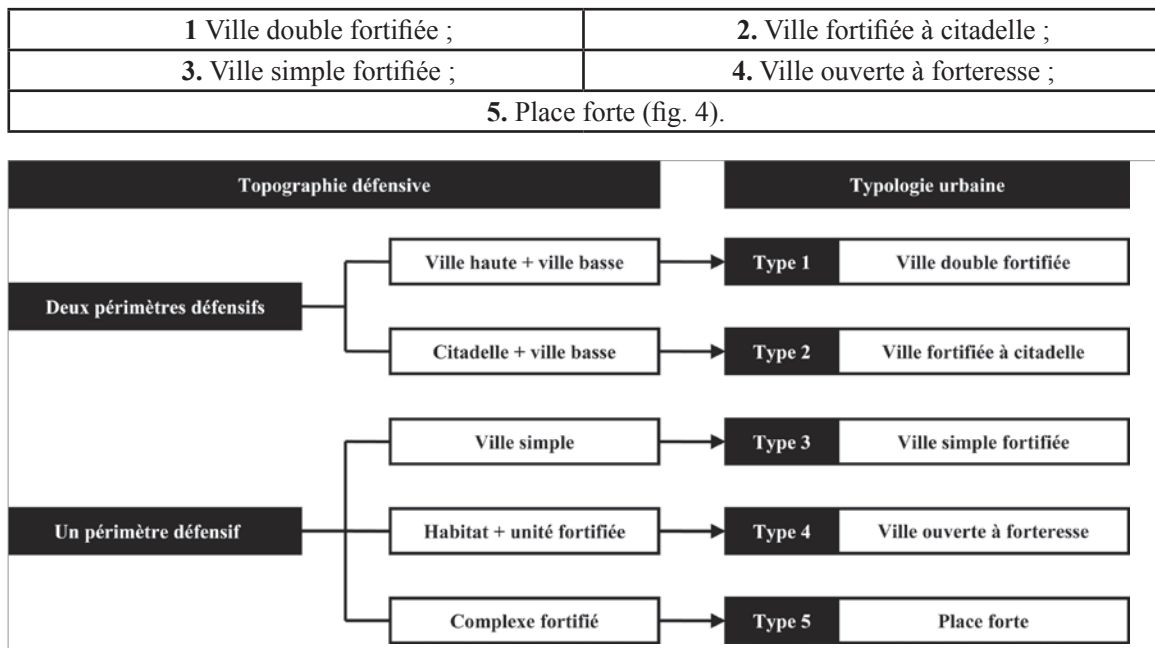 1 Ville double fortifiée ; 2. Ville fortifiée à citadelle ;
3. Ville simple fortifiée ; 4. Ville ouverte à forteresse ;
5. Place forte (fig. 4).
Topographie défensive Typologie urbaine
Ville haute + ville basse Type 1 Ville double fortifiée
Deux périmètres défensifs
Citadelle + ville basse Type 2 Ville fortifiée à citadelle
Ville simple Type 3 Ville simple fortifiée
Un périmètre défensif Habitat + unité fortifiée Type 4 Ville ouverte à forteresse
Complexe fortifié Type 5 Place forte